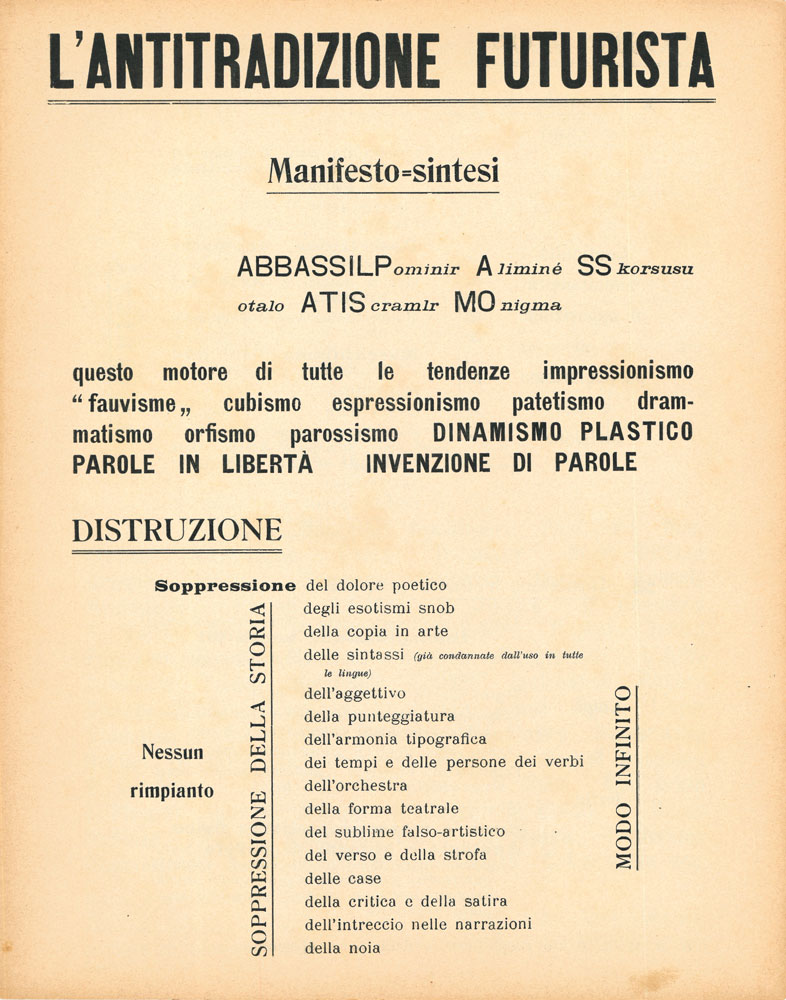 L'ANTITRADIZIONE FUTURISTA
Manifesto=sintesi
ABBASSILPominir Aliminé SSkorsusu
otalo ATIScramlr MOnigma
questo motore di tutte le tendenze impressionismo
“fauvisme„ cubismo espressionismo patetismo dram-
matismo orfismo parossismo DINAMISMO PLASTICO
PAROLE IN LIBERTÀ INVENZIONE DI PAROLE
DISTRUZIONE
Soppressione del dolore poetico
degli esotismi snob
della copia in arte
delle sintassi (già condannate dall'uso in tutte
le lingue)
dell'aggettivo
della punteggiatura
dell'armonia tipografica
dei tempi e delle persone dei verbi
dell'orchestra
della forma teatrale
del sublime falso-artistico
del verso e della strofa
delle case
della critica e della satira
dell'intreccio nelle narrazioni
della noia
SOPPRESSIONE DELLA STORIA
Nessun
rimpianto
MODO INFINITO